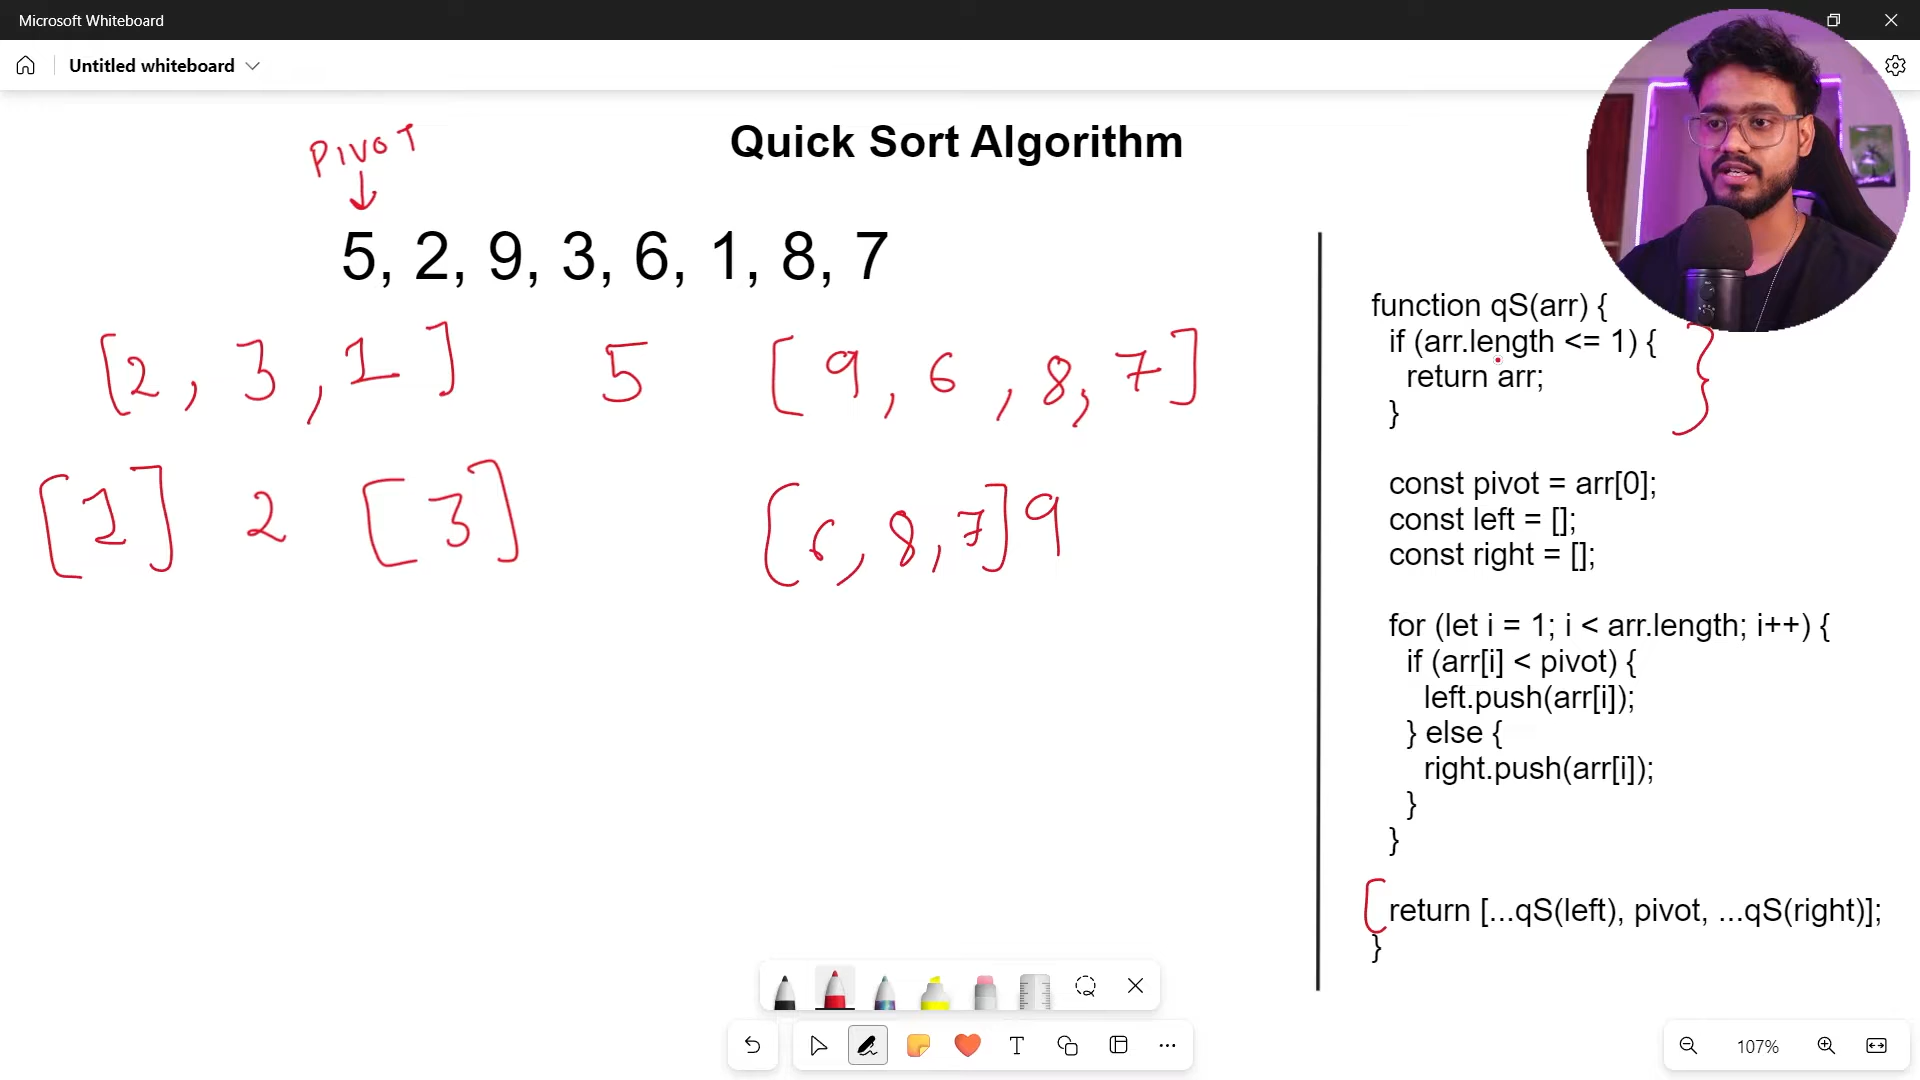 Microsoft Whiteboard
Untitled whiteboard
Quick Sort Algorithm
PIVOT
5, 2, 9, 3, 6, 1, 8, 7
[2, 3, 1] 5 [9, 6, 8, 7]
[1] 2 [3] [6, 8, 7] 9
function qS(arr) {
if (arr.length <= 1) {
return arr;
}
const pivot = arr[0];
const left = [];
const right = [];
for (let i = 1; i < arr.length; i++) {
if (arr[i] < pivot) {
left.push(arr[i]);
} else {
right.push(arr[i]);
}
}
return [...qS(left), pivot, ...qS(right)];
}
107%